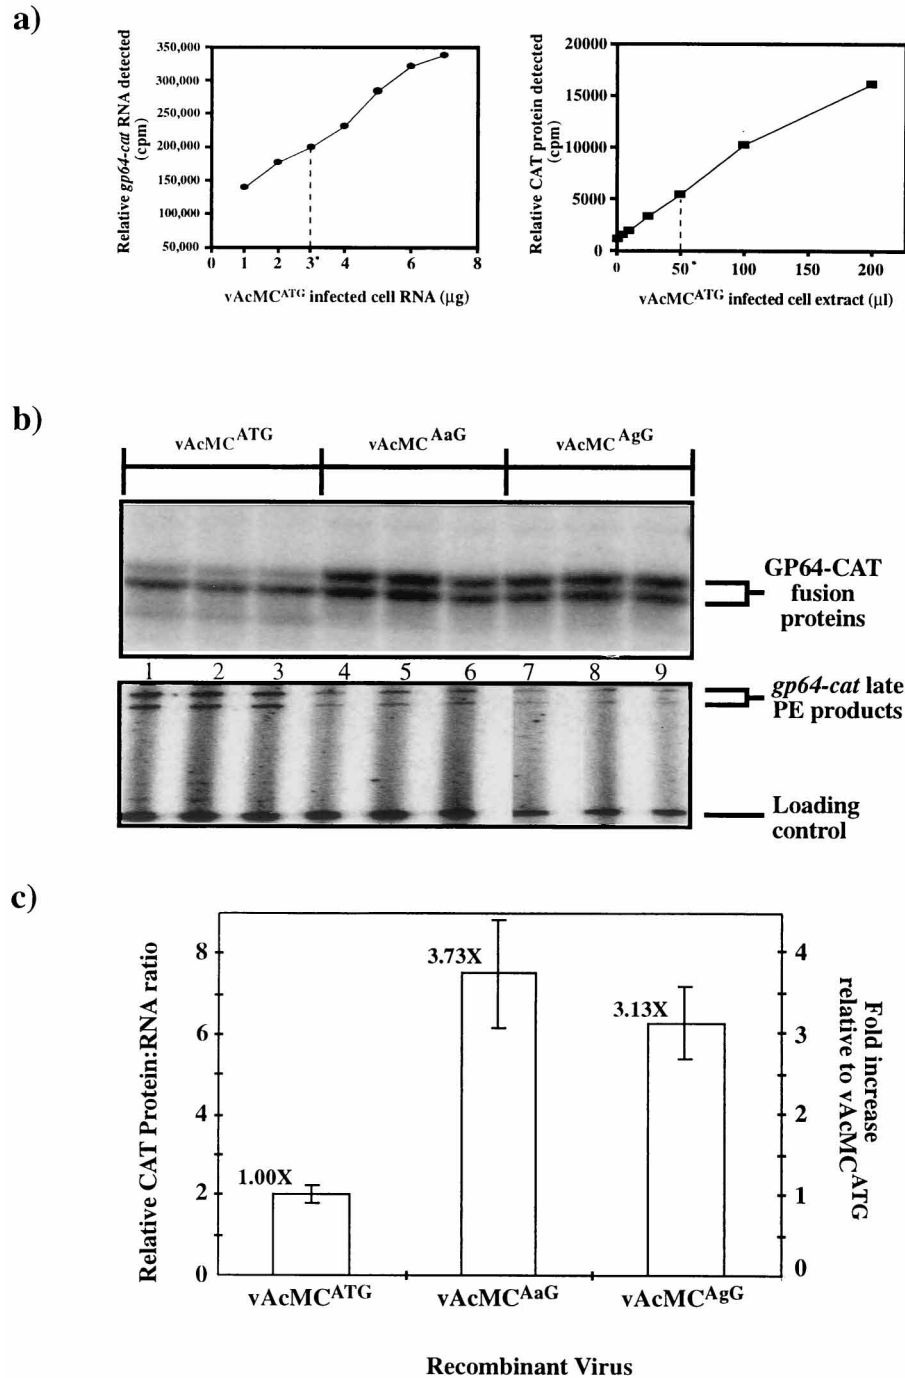 a)
Relative gp64-cat RNA detected
(cpm)
350,000
300,000
250,000
200,000
150,000
100,000
50,000
0 1 2 3* 4 6 8
vAcMCATG infected cell RNA (μg)
Relative CAT protein detected
(cpm)
20000
15000
10000
5000
0
0 50* 100 150 200
vAcMCATG infected cell extract (μl)
b)
vAcMCATG vAcMCAaG vAcMCAgG
GP64-CAT
fusion
proteins
1 2 3 4 5 6 7 8 9
gp64-cat late
PE products
Loading
control
c)
Relative CAT Protein:RNA ratio
8
6
4
2
0
1.00X
3.73X
3.13X
4
3
2
1
0
Fold increase
relative to vAcMCATG
vAcMCATG vAcMCAaG vAcMCAgG
Recombinant Virus